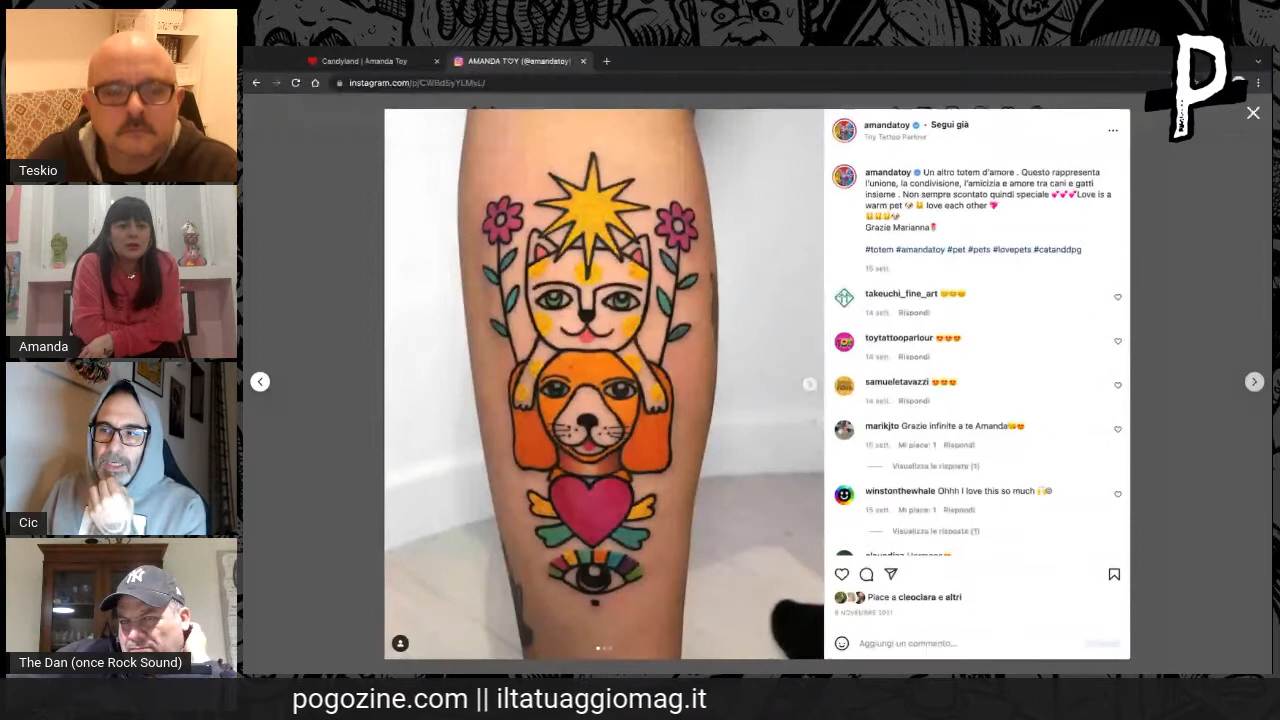 Teskio
Amanda
Cic
The Dan (once Rock Sound)
Candyland | Amanda Toy
AMANDA TOY (@amandatoy)
instagram.com
amandatoy • Segui già
Toy Tattoo Parlour
amandatoy Un altro totem d'amore . Questo rappresenta
l'unione, la condivisione, l'amicizia e amore tra cani e gatti
insieme . Non sempre scontato quindi speciale 💕💕💕Love is a
warm pet 🐶 🐱 love each other 💘
🐱🐱🐱🐶
Grazie Marianna🌷
#totem #amandatoy #pet #pets #lovepets #catanddpg
15 sett.
takeuchi_fine_art
14 sett. Rispondi
toytattooparlour 😍😍😍
14 sett. Rispondi
samueletavazzi 😍😍😍
14 sett. Rispondi
marikjto Grazie infinite a te Amanda
15 sett. Mi piace: 1 Rispondi
Visualizza le risposte (1)
winstonthewhale Ohhh I love this so much
15 sett. Mi piace: 1 Rispondi
Visualizza le risposte (1)
Piace a cleociara e altri
8 NOVEMBRE 2021
Aggiungi un commento...
P
pogozine.com || iltatuaggiomag.it